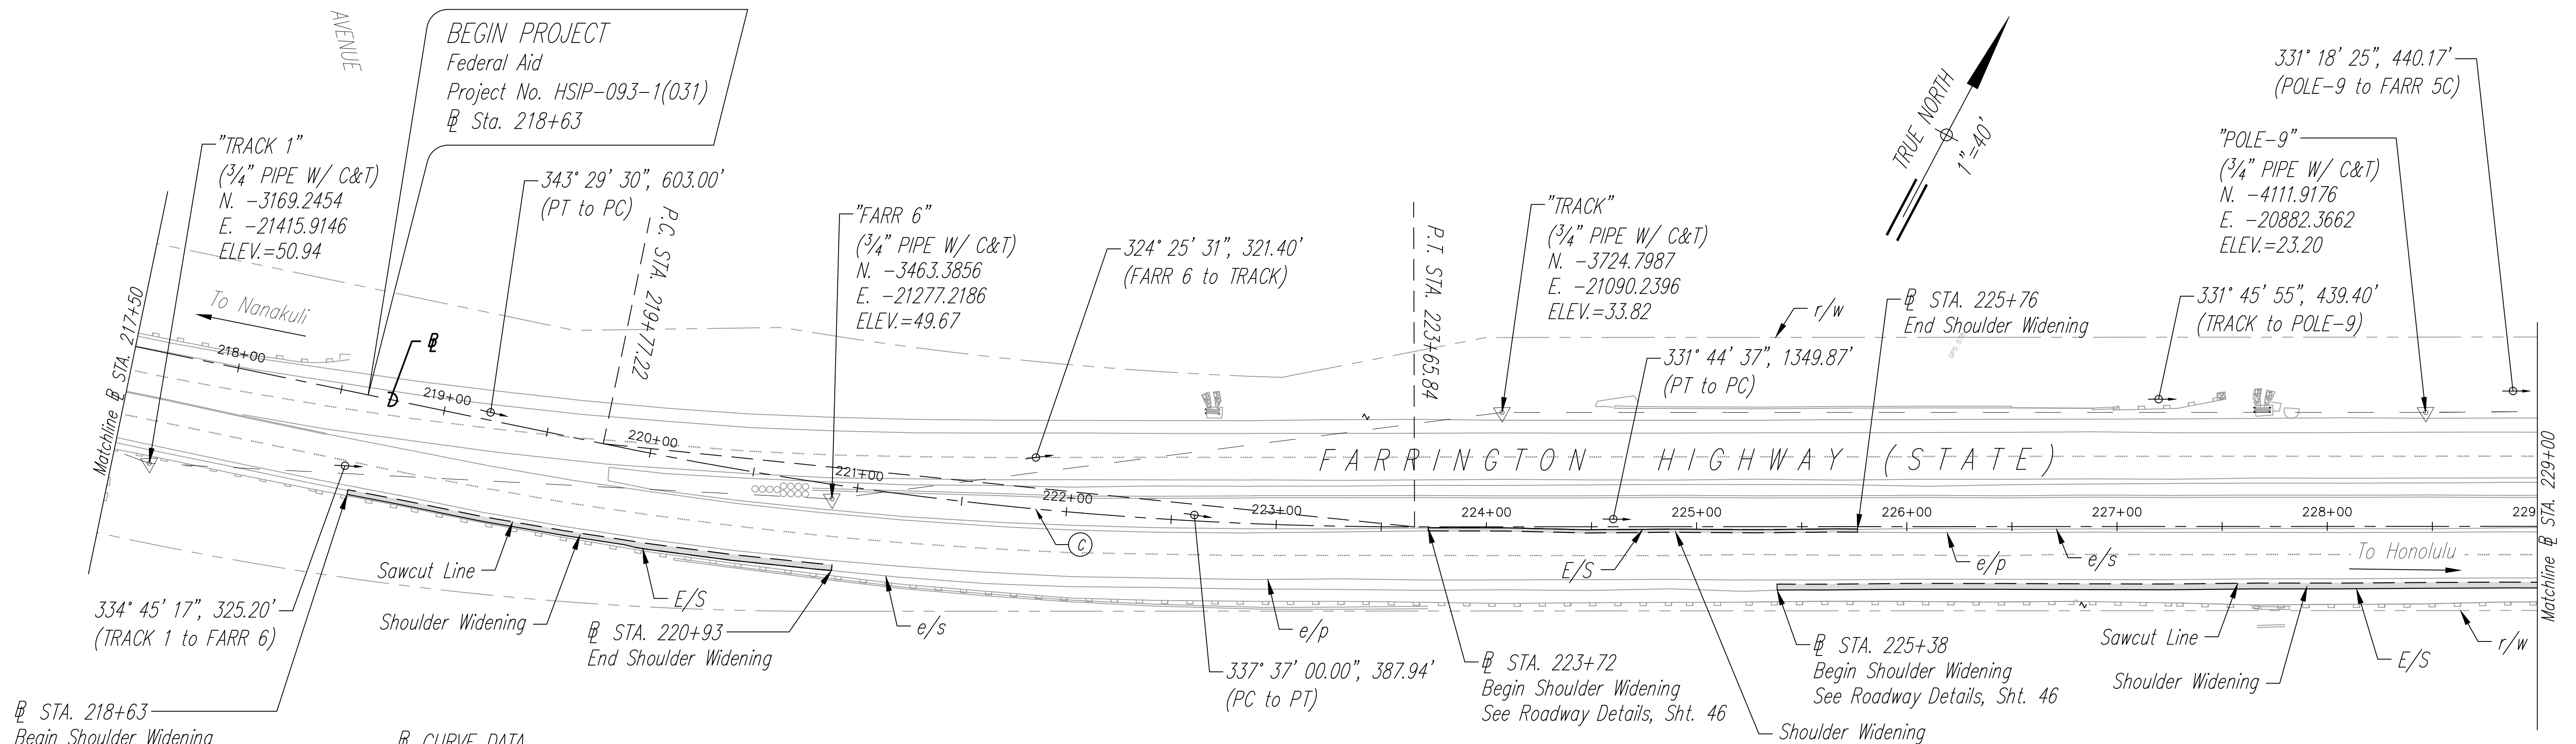 AVENUE
BEGIN PROJECT
Federal Aid
Project No. HSIP-093-1(031)
℄ Sta. 218+63
"TRACK 1"
(3/4" PIPE W/ C&T)
N. -3169.2454
E. -21415.9146
ELEV.=50.94
343° 29' 30", 603.00'
(PT to PC)
P.C. STA. 219+77.22
"FARR 6"
(3/4" PIPE W/ C&T)
N. -3463.3856
E. -21277.2186
ELEV.=49.67
324° 25' 31", 321.40'
(FARR 6 to TRACK)
P.T. STA. 223+65.84
"TRACK"
(3/4" PIPE W/ C&T)
N. -3724.7987
E. -21090.2396
ELEV.=33.82
TRUE NORTH
1"=40'
331° 18' 25", 440.17'
(POLE-9 to FARR 5C)
"POLE-9"
(3/4" PIPE W/ C&T)
N. -4111.9176
E. -20882.3662
ELEV.=23.20
r/w
℄ STA. 225+76
End Shoulder Widening
331° 45' 55", 439.40'
(TRACK to POLE-9)
331° 44' 37", 1349.87'
(PT to PC)
To Nanakuli
Matchline ℄ STA. 217+50
℄
218+00
219+00
220+00
221+00
222+00
223+00
224+00
225+00
226+00
227+00
228+00
229
FARRINGTON HIGHWAY (STATE)
Matchline ℄ STA. 229+00
C
To Honolulu
E/S
e/p
e/s
Sawcut Line
Shoulder Widening
E/S
℄ STA. 220+93
End Shoulder Widening
e/s
e/p
334° 45' 17", 325.20'
(TRACK 1 to FARR 6)
337° 37' 00.00", 387.94'
(PC to PT)
℄ STA. 223+72
Begin Shoulder Widening
See Roadway Details, Sht. 46
℄ STA. 225+38
Begin Shoulder Widening
See Roadway Details, Sht. 46
Shoulder Widening
Sawcut Line
Shoulder Widening
E/S
r/w
℄ STA. 218+63
Begin Shoulder Widening
℄ CURVE DATA